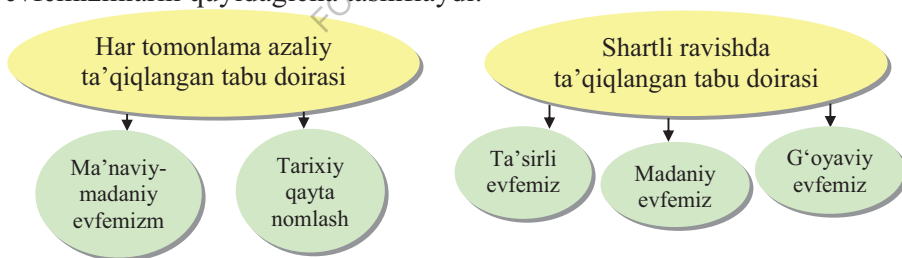 Har tomonlama azaliy
ta’qiqlangan tabu doirasi
Shartli ravishda
ta’qiqlangan tabu doirasi
Ma’naviy-
madaniy
evfemizm
Tarixiy
qayta
nomlash
Ta’sirli
evfemiz
Madaniy
evfemiz
G‘oyaviy
evfemiz